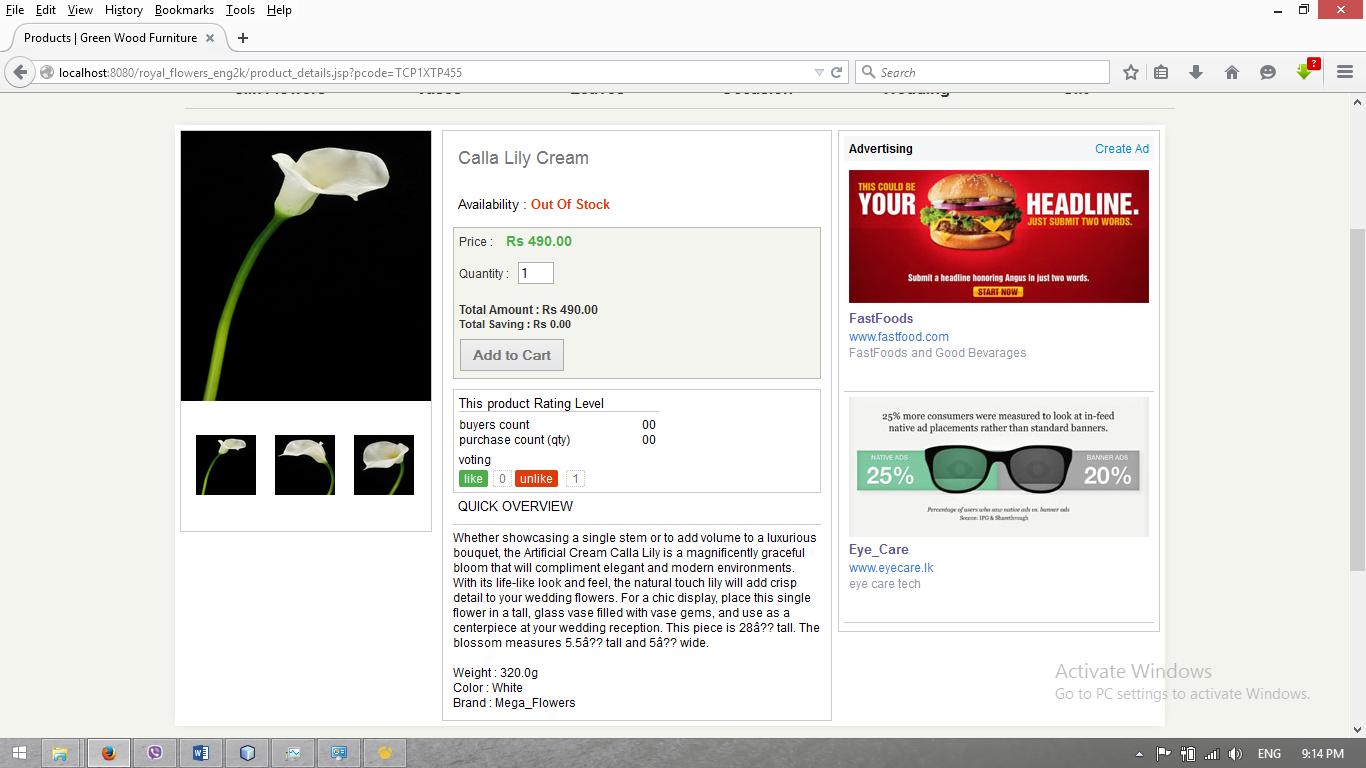 File Edit View History Bookmarks Tools Help
Products | Green Wood Furniture
localhost:8080/royal_flowers_eng2k/product_details.jsp?pcode=TCP1XTP455
Search
?
Calla Lily Cream
Availability : Out Of Stock
Price : Rs 490.00
Quantity : 1
Total Amount : Rs 490.00
Total Saving : Rs 0.00
Add to Cart
This product Rating Level
buyers count 00
purchase count (qty) 00
voting
like 0 unlike 1
QUICK OVERVIEW
Whether showcasing a single stem or to add volume to a luxurious
bouquet, the Artificial Cream Calla Lily is a magnificently graceful
bloom that will compliment elegant and modern environments.
With its life-like look and feel, the natural touch lily will add crisp
detail to your wedding flowers. For a chic display, place this single
flower in a tall, glass vase filled with vase gems, and use as a
centerpiece at your wedding reception. This piece is 28â?? tall. The
blossom measures 5.5â?? tall and 5â?? wide.
Weight : 320.0g
Color : White
Brand : Mega_Flowers
Advertising Create Ad
THIS COULD BE
YOUR HEADLINE.
JUST SUBMIT TWO WORDS.
Submit a headline honoring Angus in just two words.
START NOW
FastFoods
www.fastfood.com
FastFoods and Good Bevarages
25% more consumers were measured to look at in-feed
native ad placements rather than standard banners.
NATIVE ADS
25%
BANNER ADS
20%
Percentage of users who saw native ads vs. banner ads
Source: IPG & Sharethrough
Eye_Care
www.eyecare.lk
eye care tech
Activate Windows
Go to PC settings to activate Windows.
ENG 9:14 PM